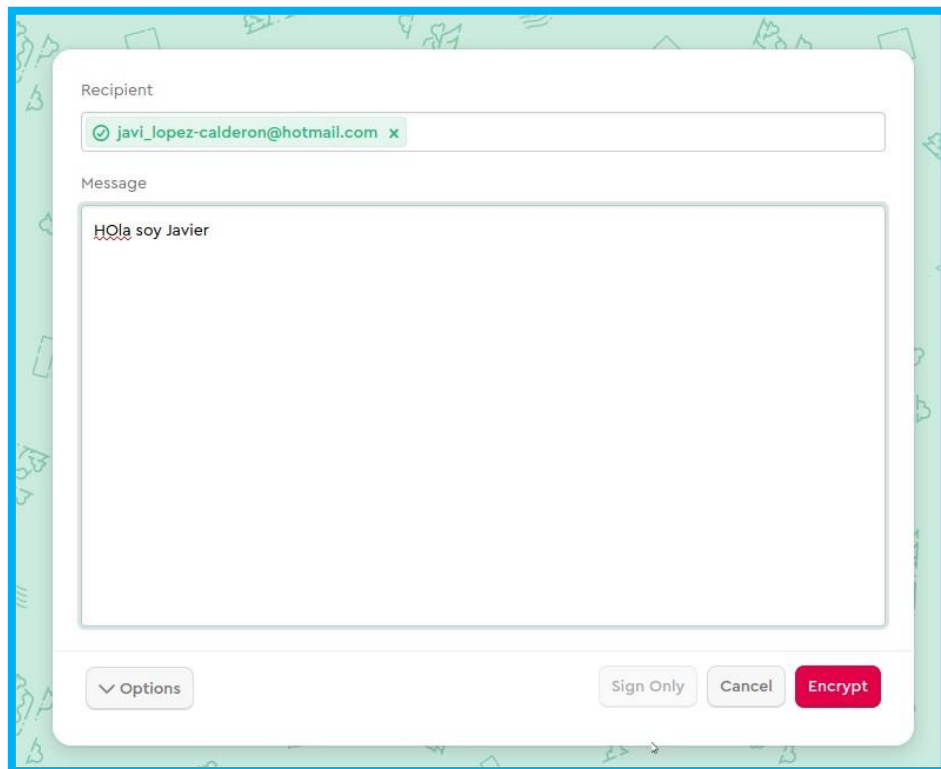 Recipient
javi_lopez-calderon@hotmail.com x
Message
HOla soy Javier
Options
Sign Only
Cancel
Encrypt